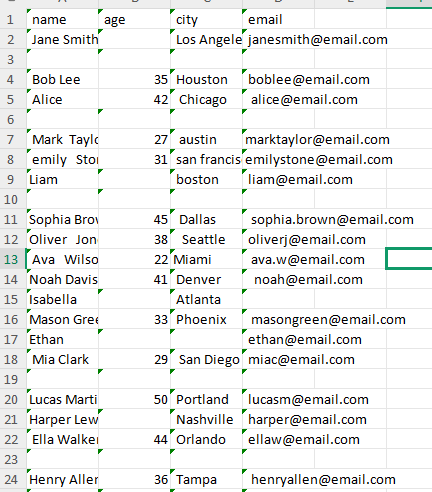 1 name age city email
2 Jane Smith Los Angele janesmith@email.com
3
4 Bob Lee 35 Houston boblee@email.com
5 Alice 42 Chicago alice@email.com
6
7 Mark Taylo 27 austin marktaylor@email.com
8 emily Sto 31 san francis emilystone@email.com
9 Liam boston liam@email.com
10
11 Sophia Brow 45 Dallas sophia.brown@email.com
12 Oliver Jon 38 Seattle oliverj@email.com
13 Ava Wilso 22 Miami ava.w@email.com
14 Noah Davis 41 Denver noah@email.com
15 Isabella Atlanta
16 Mason Gree 33 Phoenix masongreen@email.com
17 Ethan ethan@email.com
18 Mia Clark 29 San Diego miac@email.com
19
20 Lucas Marti 50 Portland lucasm@email.com
21 Harper Lew Nashville harper@email.com
22 Ella Walker 44 Orlando ellaw@email.com
23
24 Henry Allen 36 Tampa henryallen@email.com